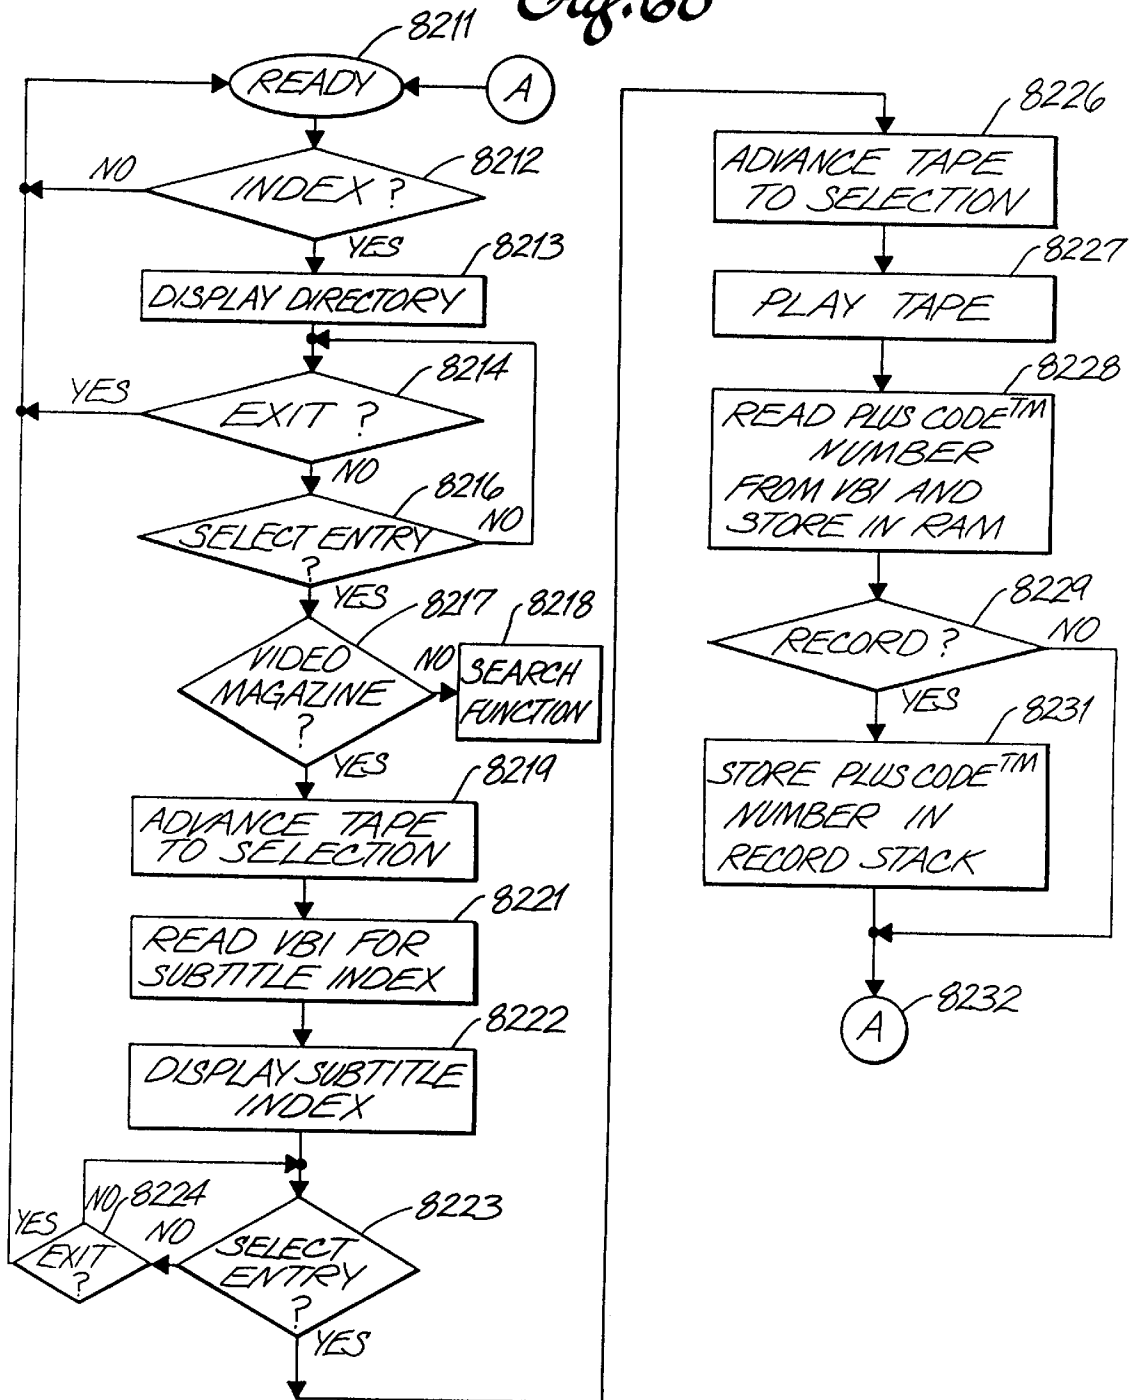 Fig. 60
8211
READY
A
8212
NO
INDEX ?
YES
8213
DISPLAY DIRECTORY
8214
YES
EXIT ?
NO
8216
SELECT ENTRY
?
NO
YES
8217
VIDEO
MAGAZINE
?
NO
8218
SEARCH
FUNCTION
YES
8219
ADVANCE TAPE
TO SELECTION
8221
READ VBI FOR
SUBTITLE INDEX
8222
DISPLAY SUBTITLE
INDEX
8223
SELECT
ENTRY
?
NO
8224
NO
YES
EXIT
?
YES
8226
ADVANCE TAPE
TO SELECTION
8227
PLAY TAPE
8228
READ PLUS CODE™
NUMBER
FROM VBI AND
STORE IN RAM
8229
RECORD ?
NO
YES
8231
STORE PLUS CODE™
NUMBER IN
RECORD STACK
A
8232